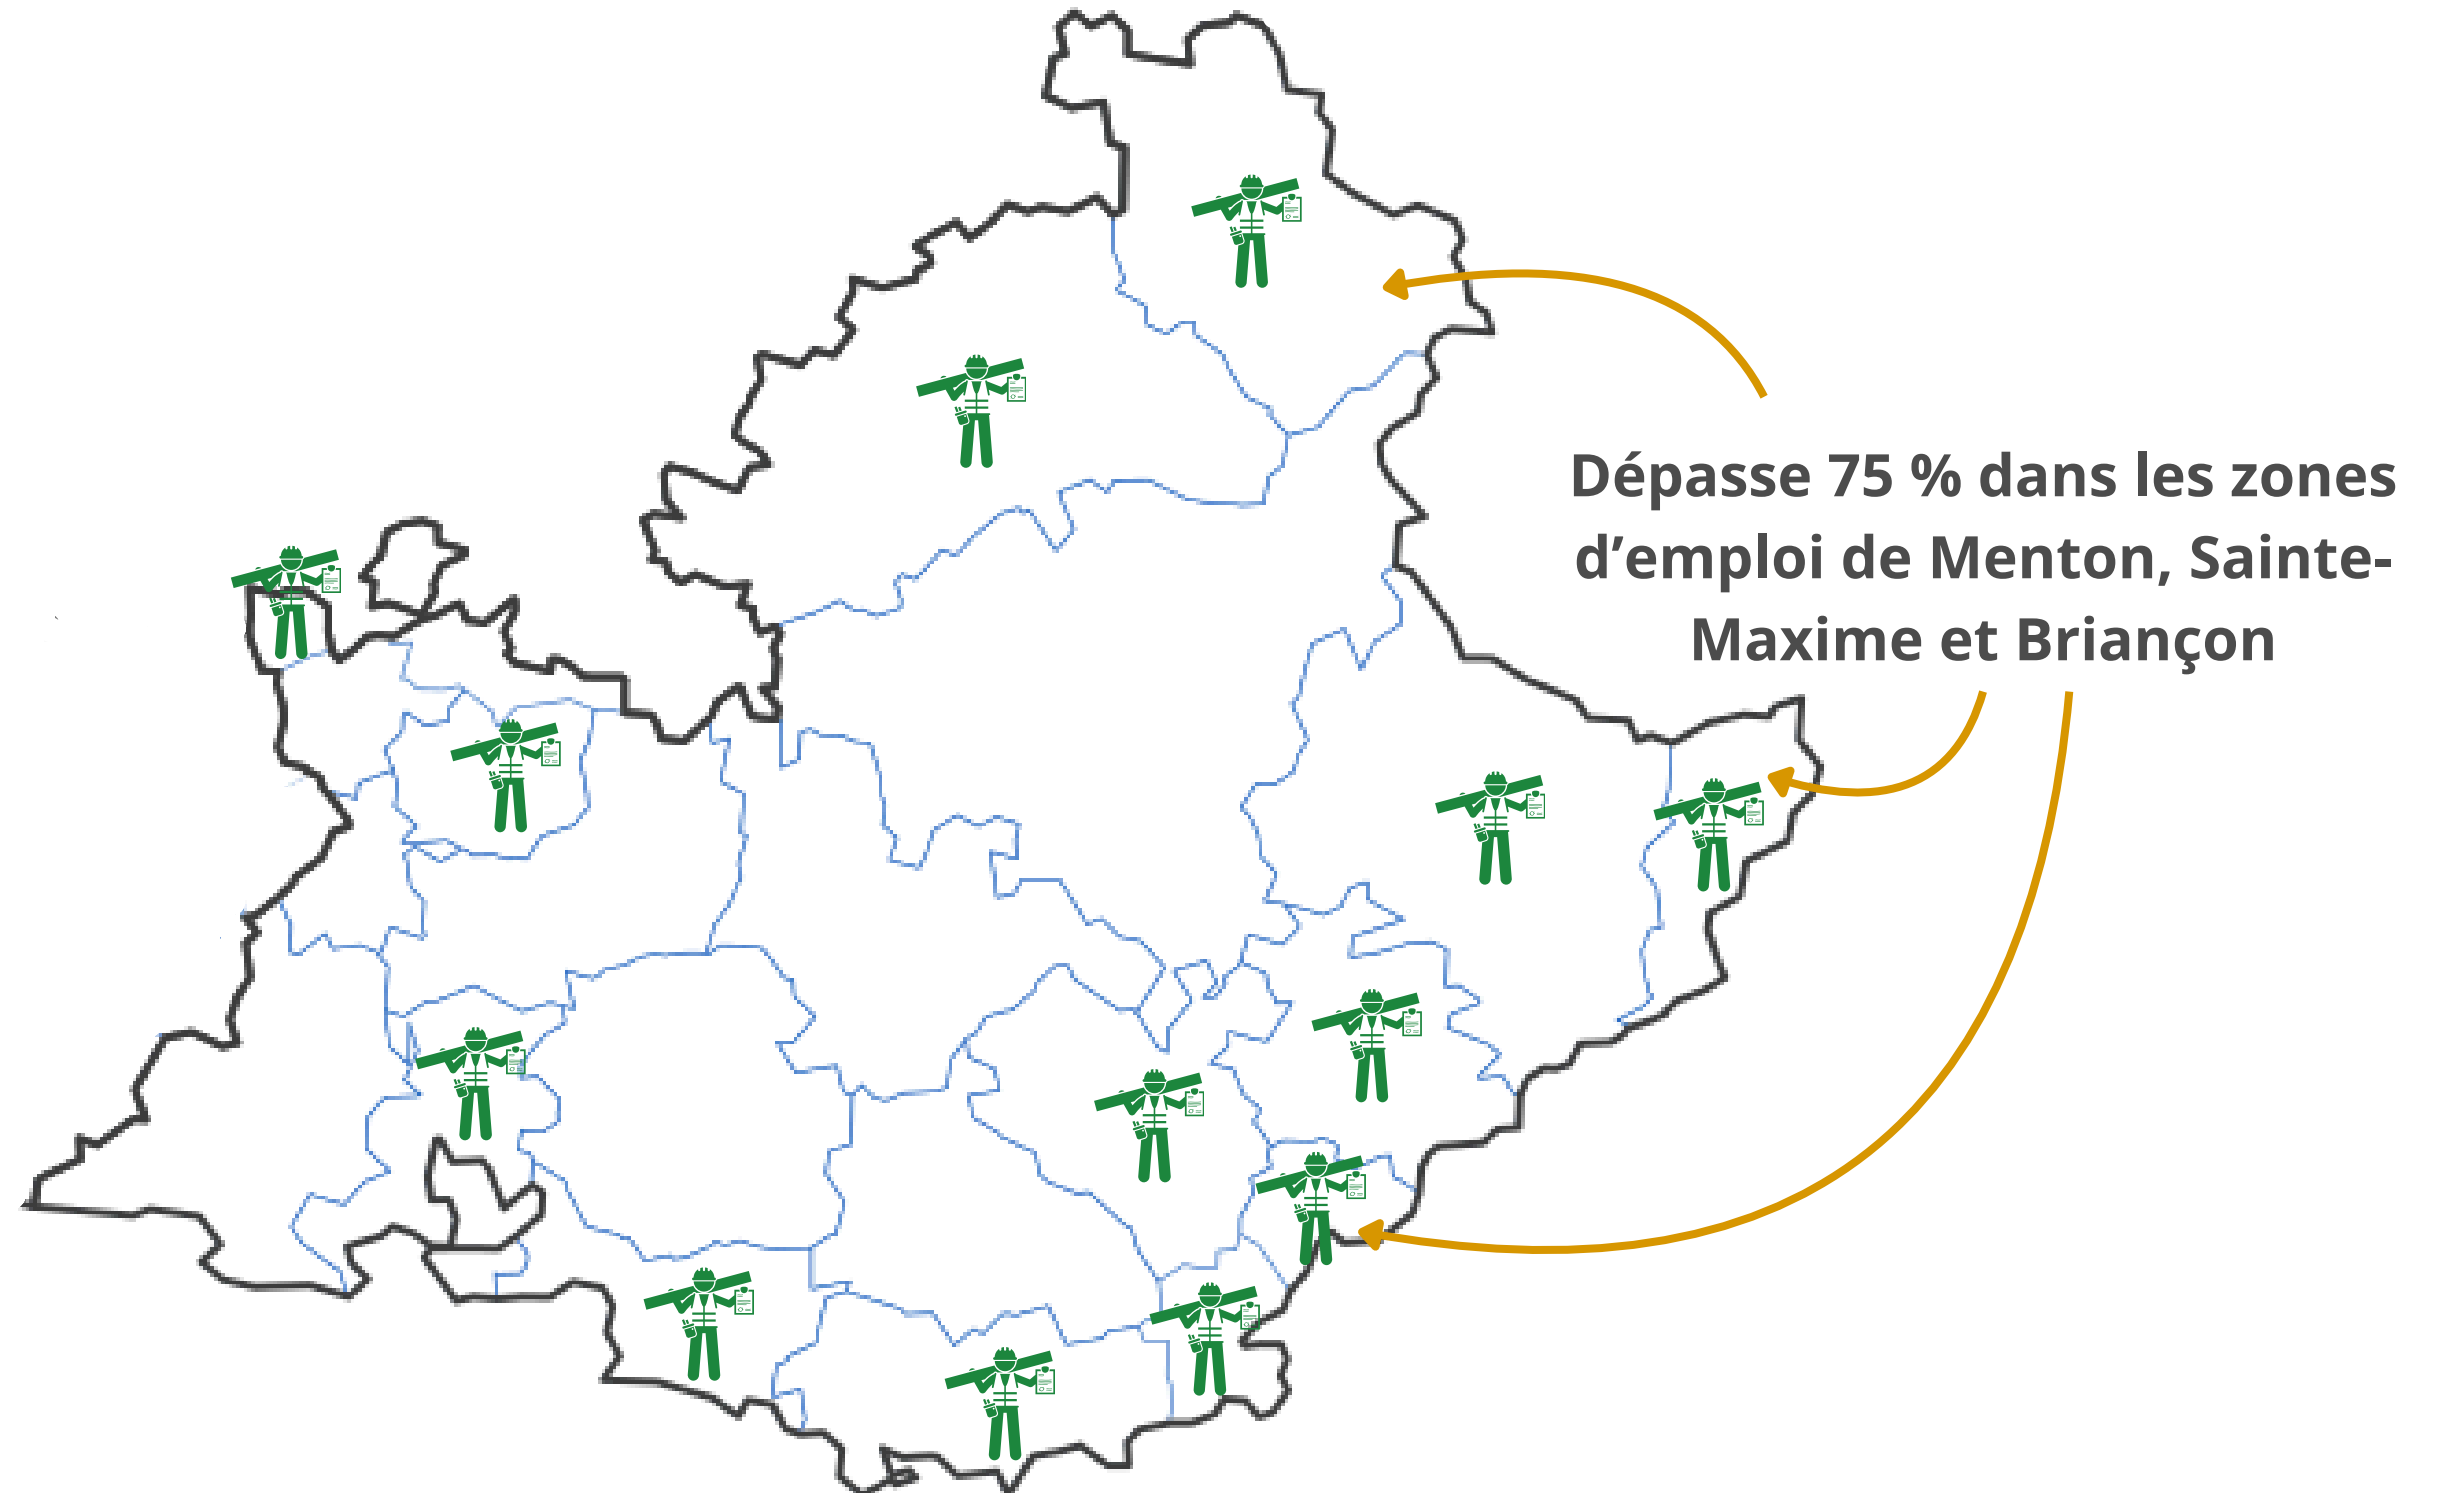 Dépasse 75 % dans les zones
d’emploi de Menton, Sainte-
Maxime et Briançon